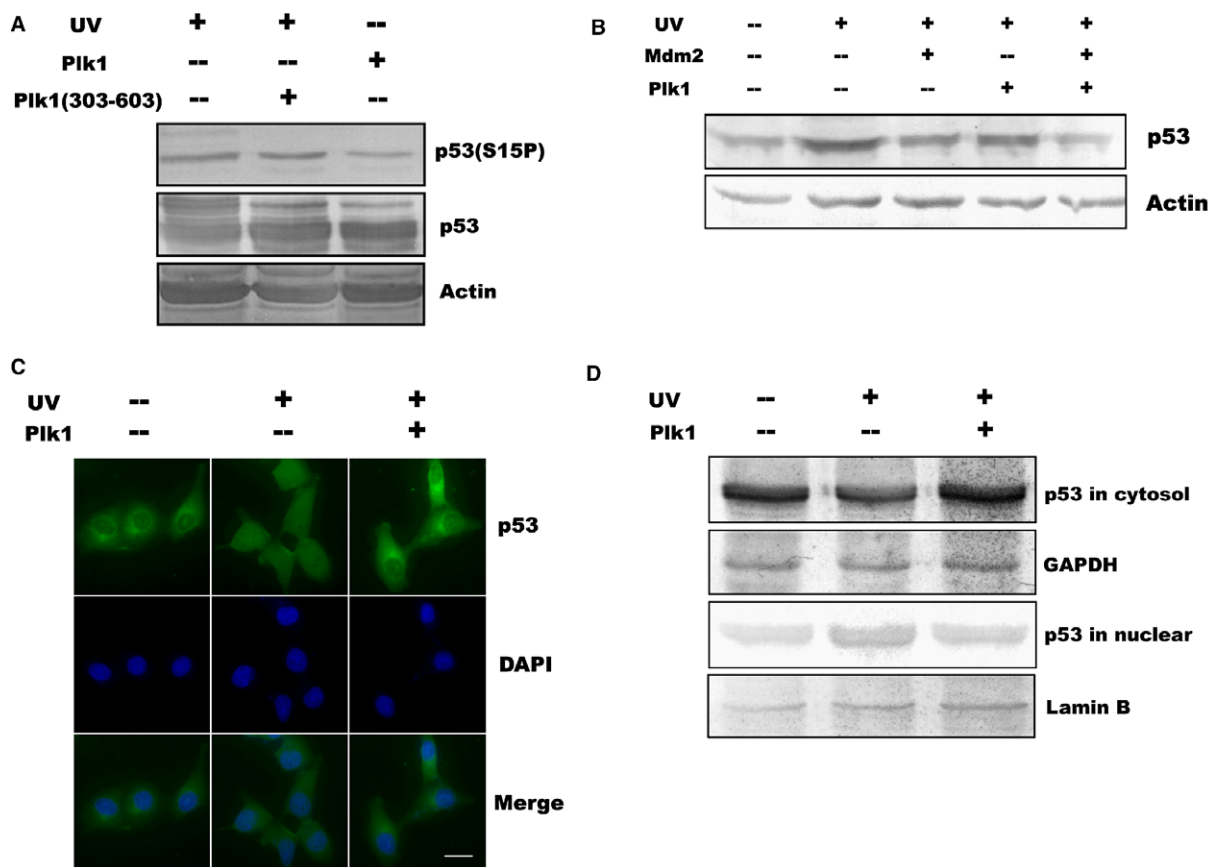 A
UV + + --
Plk1 -- -- +
Plk1(303-603) -- + --
p53(S15P)
p53
Actin
B
UV -- + + + +
Mdm2 -- -- + -- +
Plk1 -- -- -- + +
p53
Actin
C
UV -- + +
Plk1 -- -- +
p53
DAPI
Merge
D
UV -- + +
Plk1 -- -- +
p53 in cytosol
GAPDH
p53 in nuclear
Lamin B